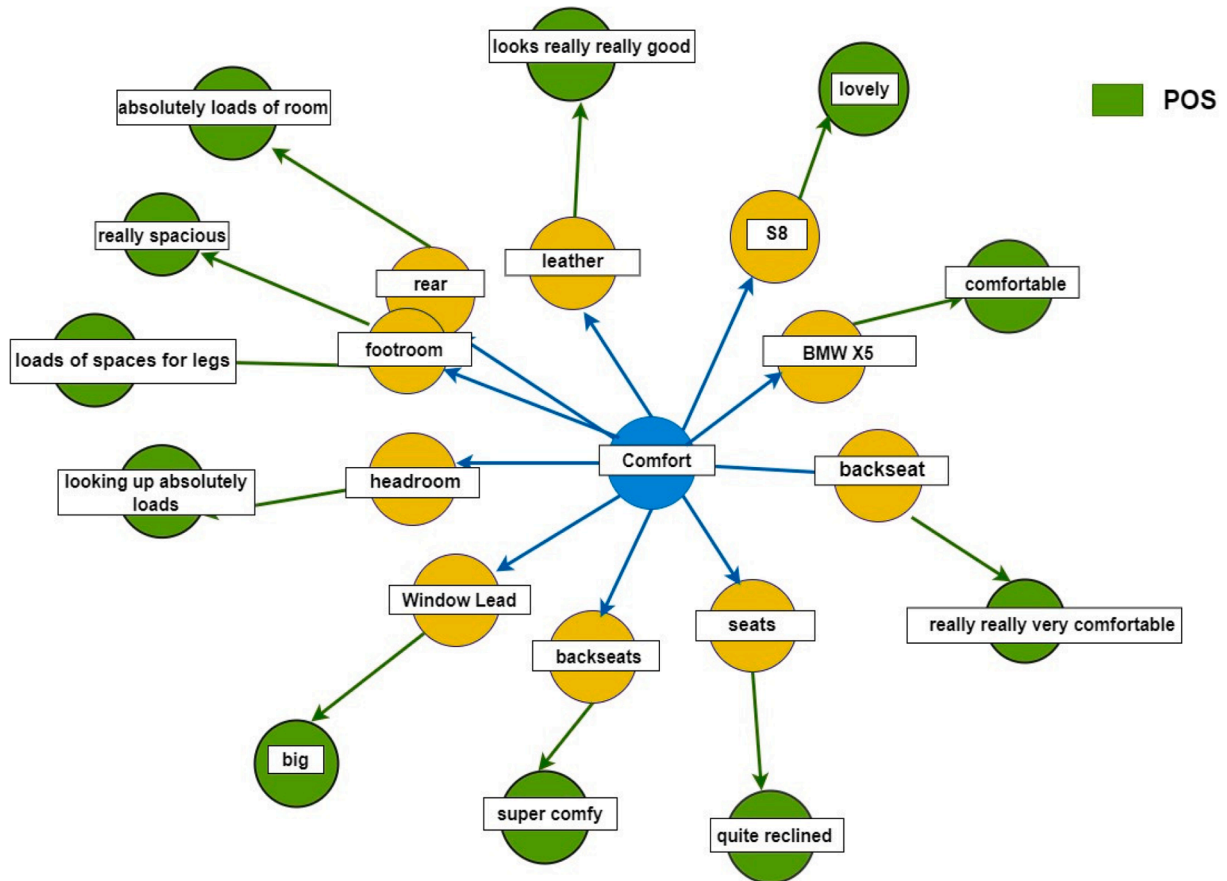 looks really really good
lovely
POS
absolutely loads of room
really spacious
S8
leather
rear
comfortable
footroom
BMW X5
loads of spaces for legs
Comfort
backseat
looking up absolutely
loads
headroom
Window Lead
seats
really really very comfortable
backseats
big
super comfy
quite reclined